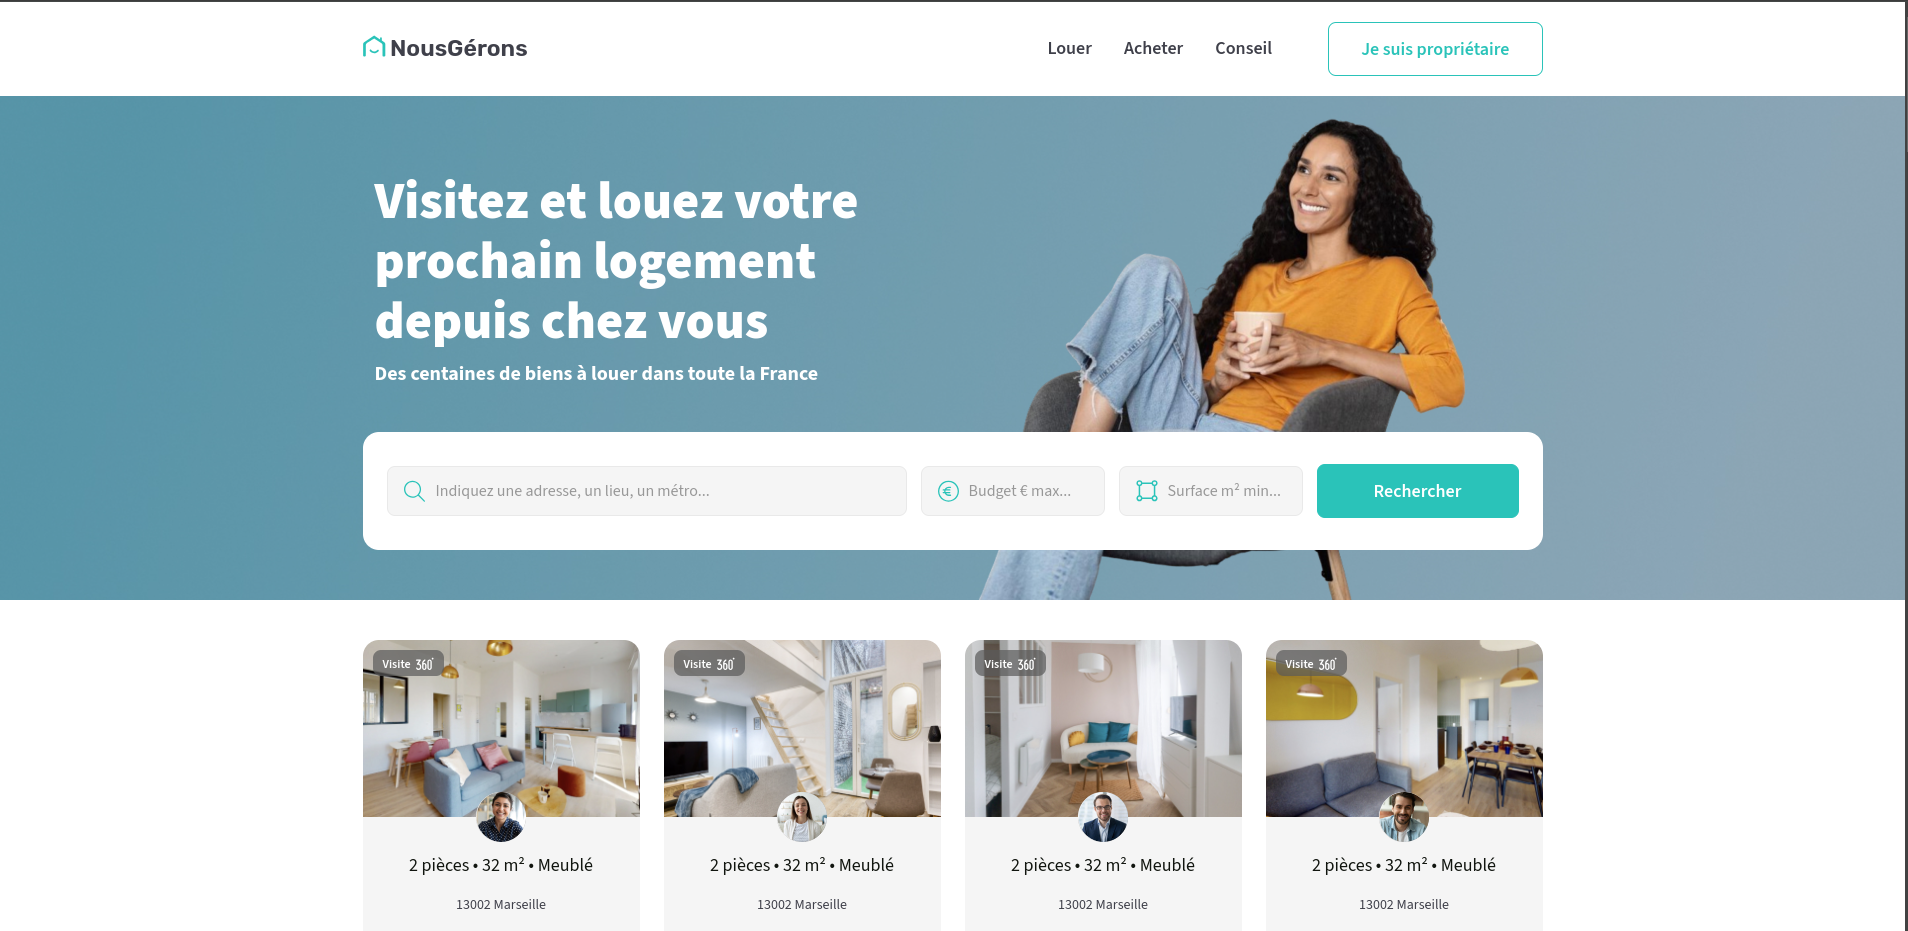 NousGérons
Louer Acheter Conseil Je suis propriétaire
Visitez et louez votre
prochain logement
depuis chez vous
Des centaines de biens à louer dans toute la France
Indiquez une adresse, un lieu, un métro... Budget € max... Surface m² min... Rechercher
Visite 360° Visite 360° Visite 360° Visite 360°
2 pièces • 32 m² • Meublé 2 pièces • 32 m² • Meublé 2 pièces • 32 m² • Meublé 2 pièces • 32 m² • Meublé
13002 Marseille 13002 Marseille 13002 Marseille 13002 Marseille